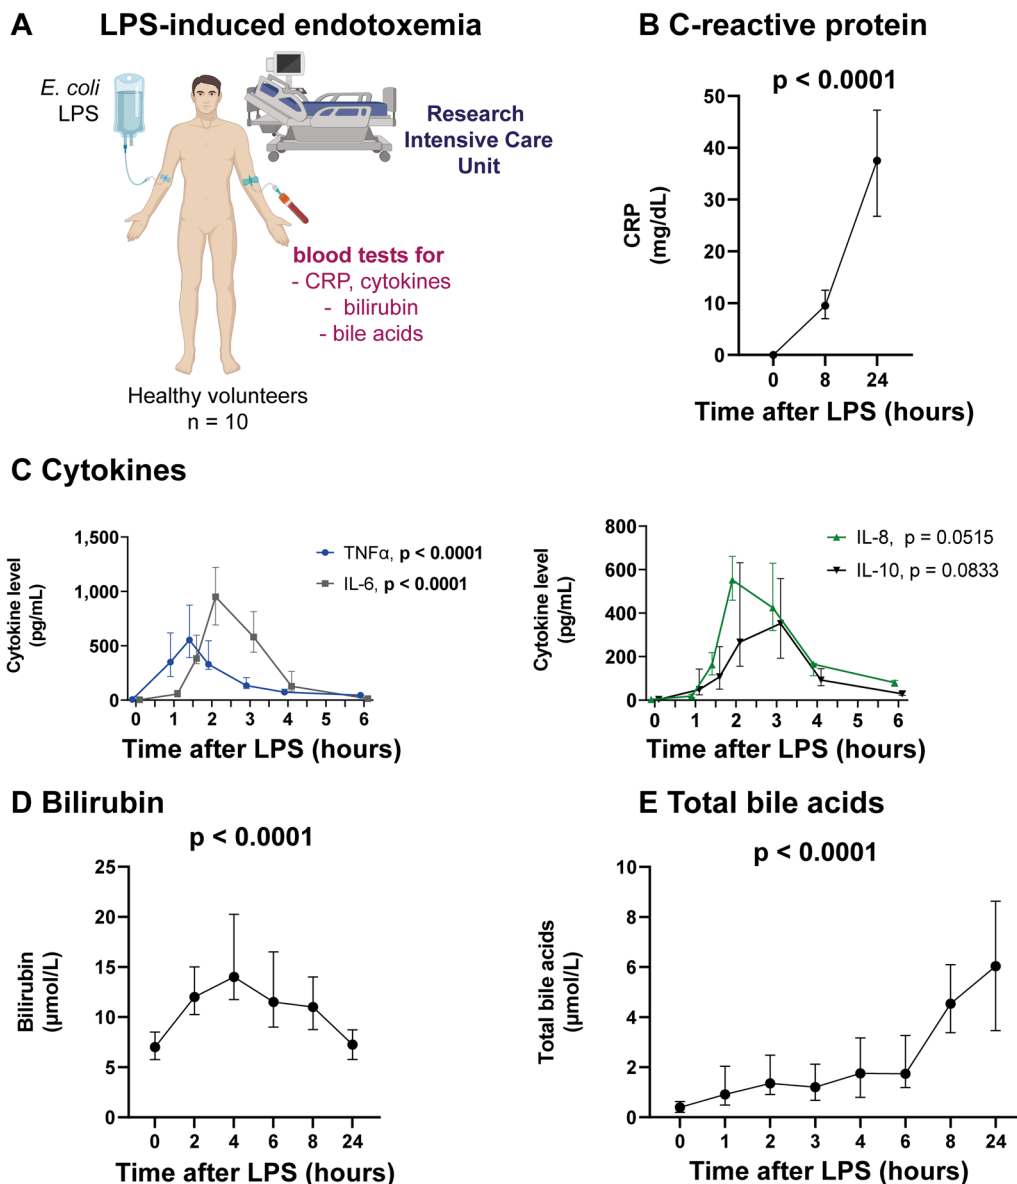 A LPS-induced endotoxemia
E. coli
LPS
Research
Intensive Care
Unit
blood tests for
- CRP, cytokines
- bilirubin
- bile acids
Healthy volunteers
n = 10
B C-reactive protein
p < 0.0001
CRP
(mg/dL)
50
40
30
20
10
0
0 8 24
Time after LPS (hours)
C Cytokines
Cytokine level
(pg/mL)
1,500
1,000
500
0
TNFα, p < 0.0001
IL-6, p < 0.0001
0 1 2 3 4 5 6
Time after LPS (hours)
Cytokine level
(pg/mL)
800
600
400
200
0
IL-8, p = 0.0515
IL-10, p = 0.0833
0 1 2 3 4 5 6
Time after LPS (hours)
D Bilirubin
p < 0.0001
Bilirubin
(µmol/L)
25
20
15
10
5
0
0 2 4 6 8 24
Time after LPS (hours)
E Total bile acids
p < 0.0001
Total bile acids
(µmol/L)
10
8
6
4
2
0
0 1 2 3 4 6 8 24
Time after LPS (hours)